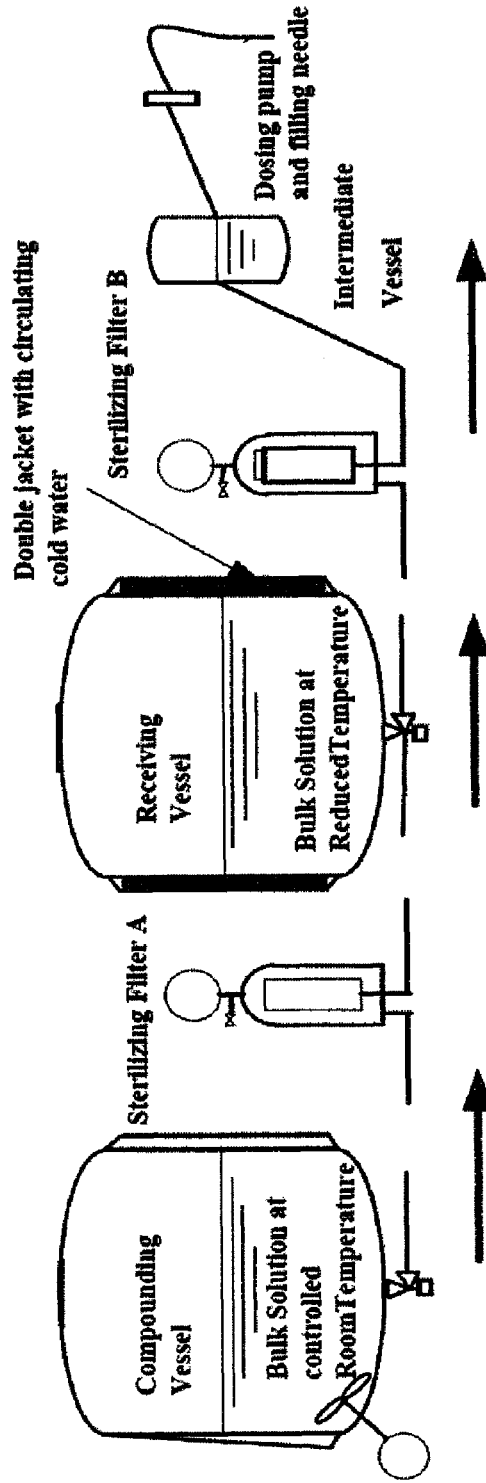 Compounding
Vessel
Bulk Solution at
controlled
RoomTemperature
Sterilizing Filter A
Receiving
Vessel
Bulk Solution at
ReducedTemperature
Double jacket with circulating
cold water
Sterilizing Filter B
Intermediate
Vessel
Dosing pump
and filling needle